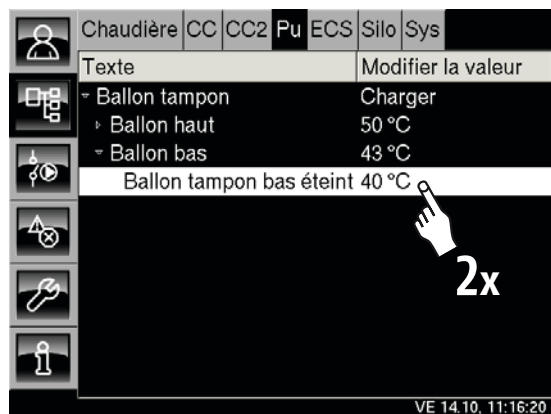 Chaudière CC CC2 Pu ECS Silo Sys
Texte Modifier la valeur
Ballon tampon Charger
Ballon haut 50 °C
Ballon bas 43 °C
Ballon tampon bas éteint 40 °C
2x
VE 14.10, 11:16:20